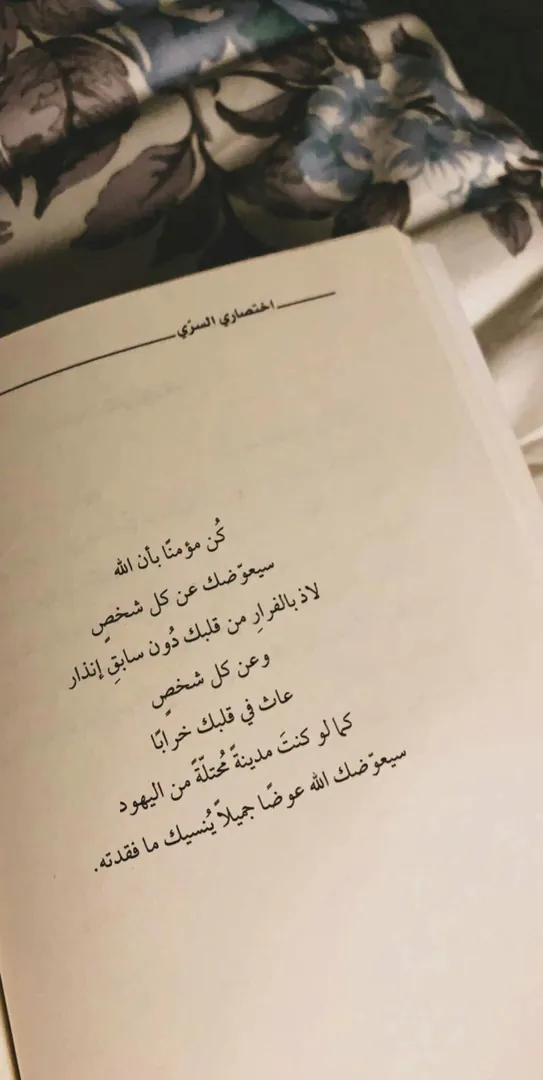 اختصاري السرّي
كُن مؤمنًا بأن الله
سيعوّضك عن كل شخصٍ
لاذ بالفرارِ من قلبك دُون سابقِ إنذار
وعن كل شخصٍ
عاث في قلبك خرابًا
كما لو كنتَ مدينةً مُحتلّةً من اليهود
سيعوّضك الله عوضًا جميلاً يُنسيك ما فقدته.